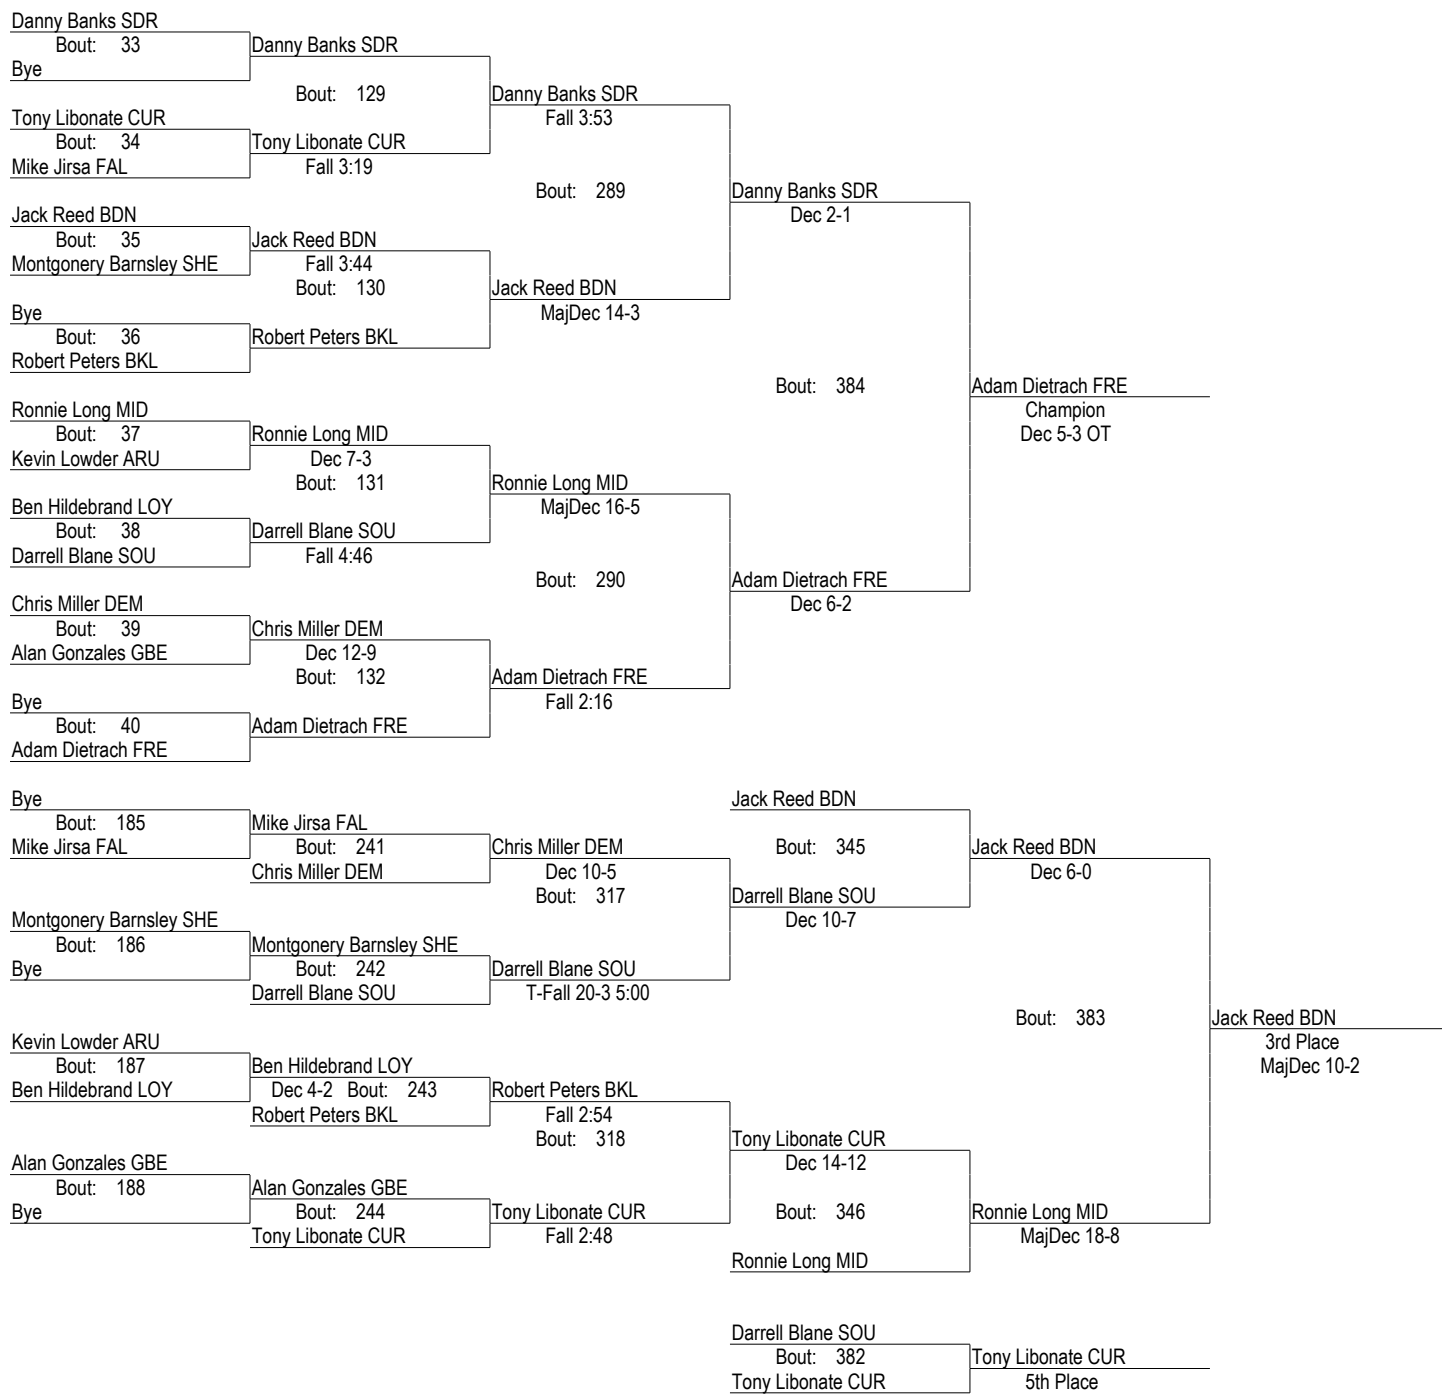 Danny Banks SDR
Bout: 33 Danny Banks SDR
Bye
Bout: 129 Danny Banks SDR
Tony Libonate CUR Fall 3:53
Bout: 34 Tony Libonate CUR
Mike Jirsa FAL Fall 3:19
Bout: 289 Danny Banks SDR
Jack Reed BDN Dec 2-1
Bout: 35 Jack Reed BDN
Montgonery Barnsley SHE Fall 3:44
Bout: 130 Jack Reed BDN
Bye MajDec 14-3
Bout: 36 Robert Peters BKL
Robert Peters BKL
Bout: 384 Adam Dietrach FRE
Ronnie Long MID Champion
Bout: 37 Ronnie Long MID Dec 5-3 OT
Kevin Lowder ARU Dec 7-3
Bout: 131 Ronnie Long MID
Ben Hildebrand LOY MajDec 16-5
Bout: 38 Darrell Blane SOU
Darrell Blane SOU Fall 4:46
Bout: 290 Adam Dietrach FRE
Chris Miller DEM Dec 6-2
Bout: 39 Chris Miller DEM
Alan Gonzales GBE Dec 12-9
Bout: 132 Adam Dietrach FRE
Bye Fall 2:16
Bout: 40 Adam Dietrach FRE
Adam Dietrach FRE
Bye Jack Reed BDN
Bout: 185 Mike Jirsa FAL
Mike Jirsa FAL Bout: 241 Chris Miller DEM Bout: 345 Jack Reed BDN
Chris Miller DEM Dec 10-5 Dec 6-0
Bout: 317 Darrell Blane SOU
Montgonery Barnsley SHE Dec 10-7
Bout: 186 Montgonery Barnsley SHE
Bye Bout: 242 Darrell Blane SOU
Darrell Blane SOU T-Fall 20-3 5:00
Bout: 383 Jack Reed BDN
Kevin Lowder ARU 3rd Place
Bout: 187 Ben Hildebrand LOY MajDec 10-2
Ben Hildebrand LOY Dec 4-2 Bout: 243 Robert Peters BKL
Robert Peters BKL Fall 2:54
Bout: 318 Tony Libonate CUR
Alan Gonzales GBE Dec 14-12
Bout: 188 Alan Gonzales GBE
Bye Bout: 244 Tony Libonate CUR Bout: 346 Ronnie Long MID
Tony Libonate CUR Fall 2:48 MajDec 18-8
Ronnie Long MID
Darrell Blane SOU
Bout: 382 Tony Libonate CUR
Tony Libonate CUR 5th Place